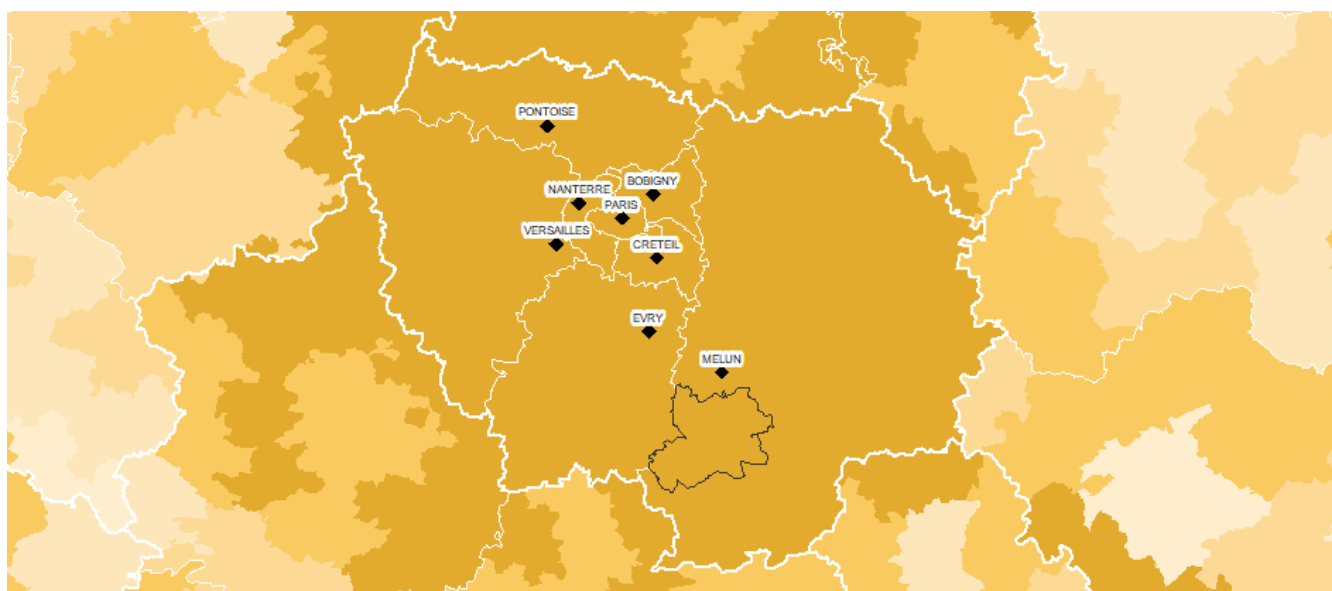 PONTOISE
BOBIGNY
NANTERRE
PARIS
VERSAILLES
CRETEIL
EVRY
MELUN